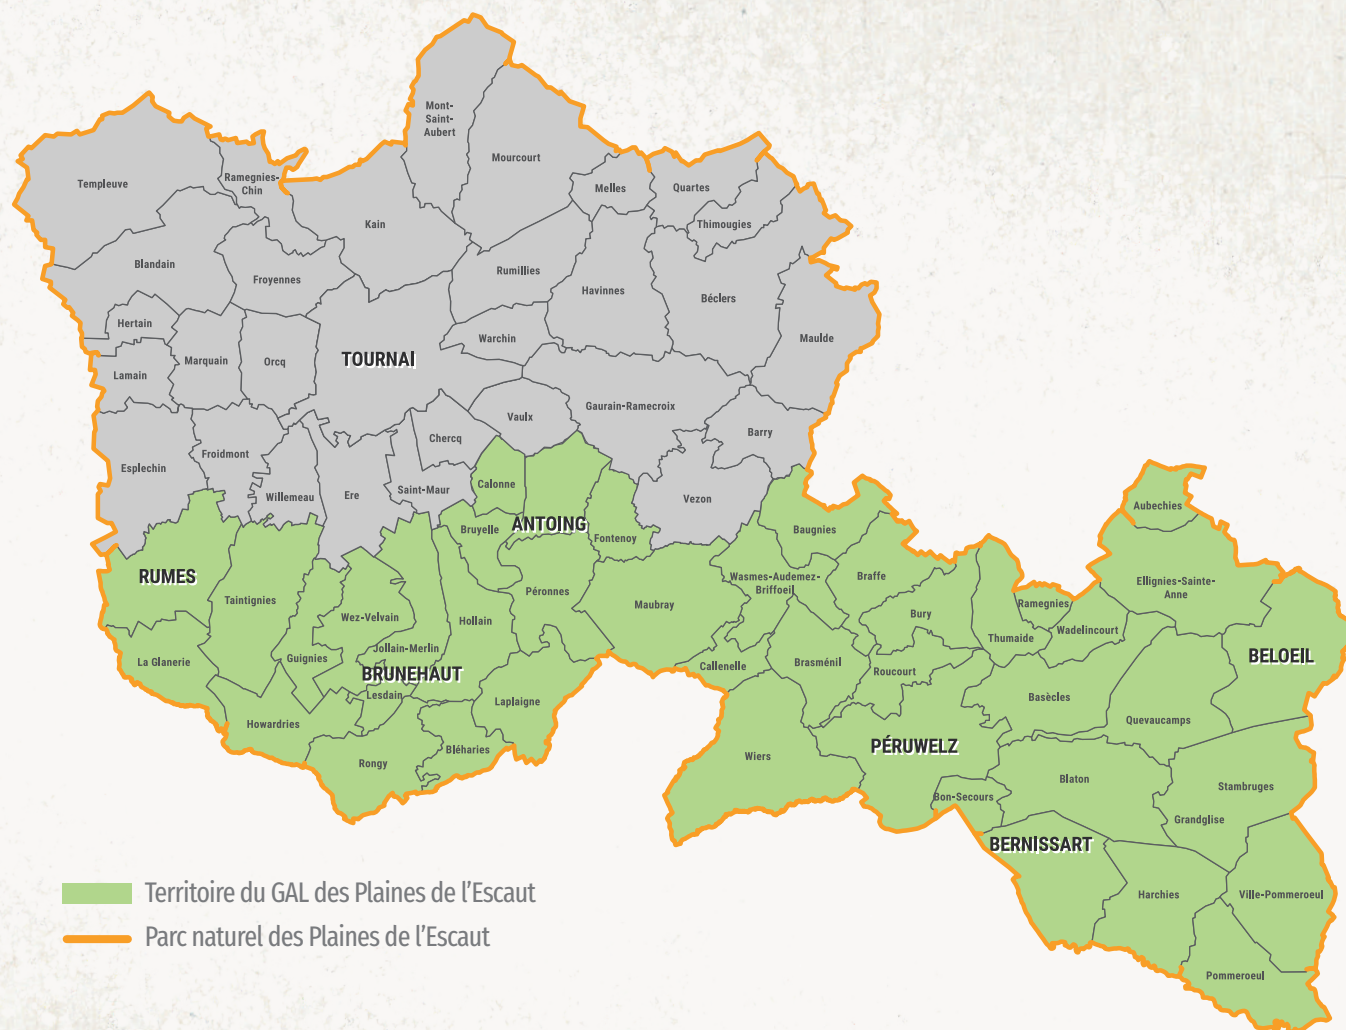 Mont-
Saint-
Aubert
Mourcourt
Templeuve
Ramegnies-
Chin
Melles
Quartes
Kain
Thimougies
Blandain
Froyennes
Rumillies
Havinnes
Béclers
Hertain
Marquain
Orcq
TOURNAI
Warchin
Maulde
Lamain
Gaurain-Ramecroix
Vaulx
Chercq
Barry
Esplechin
Froidmont
Willemeau
Ere
Saint-Maur
Calonne
Vezon
ANTOING
Bruyelle
Fontenoy
Baugnies
Aubechies
RUMES
Taintignies
Wasmes-Audemez-
Briffoeil
Braffe
Ellignies-Sainte-
Anne
Péronnes
Maubray
Wez-Velvain
Hollain
Bury
Ramegnies
Wadelincourt
Thumaide
Jollain-Merlin
Guignies
La Glanerie
BRUNEHAUT
Callenelle
Brasménil
Roucourt
BELOEIL
Lesdain
Laplaigne
Basècles
Quevaucamps
Howardries
Rongy
Bléharies
Wiers
PÉRUWELZ
Blaton
Stambruges
Bon-Secours
Grandglise
BERNISSART
Harchies
Ville-Pommeroeul
Pommeroeul
Territoire du GAL des Plaines de l'Escaut
Parc naturel des Plaines de l'Escaut